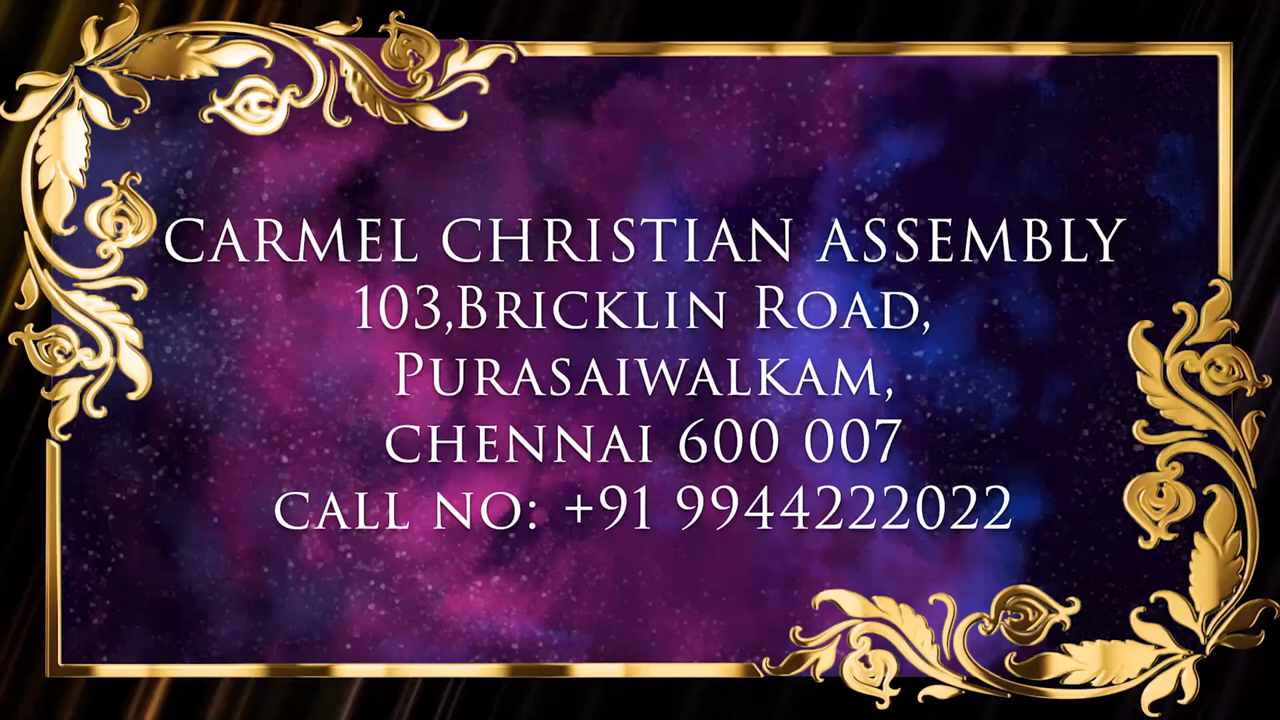 CARMEL CHRISTIAN ASSEMBLY
103,Bricklin Road,
Purasaiwalkam,
chennai 600 007
call no: +91 9944222022